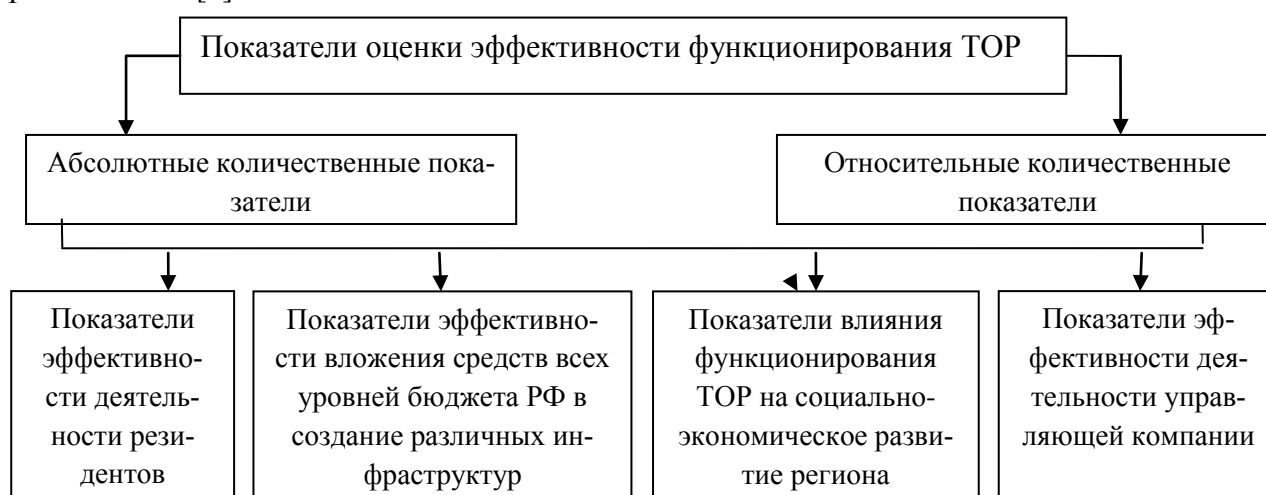 Показатели оценки эффективности функционирования ТОР
Абсолютные количественные пока-
затели
Относительные количественные
показатели
Показатели
эффективно-
сти деятель-
ности рези-
дентов
Показатели эффективно-
сти вложения средств всех
уровней бюджета РФ в
создание различных ин-
фраструктур
Показатели влияния
функционирования
ТОР на социально-
экономическое разви-
тие региона
Показатели эф-
фективности дея-
тельности управ-
ляющей компании